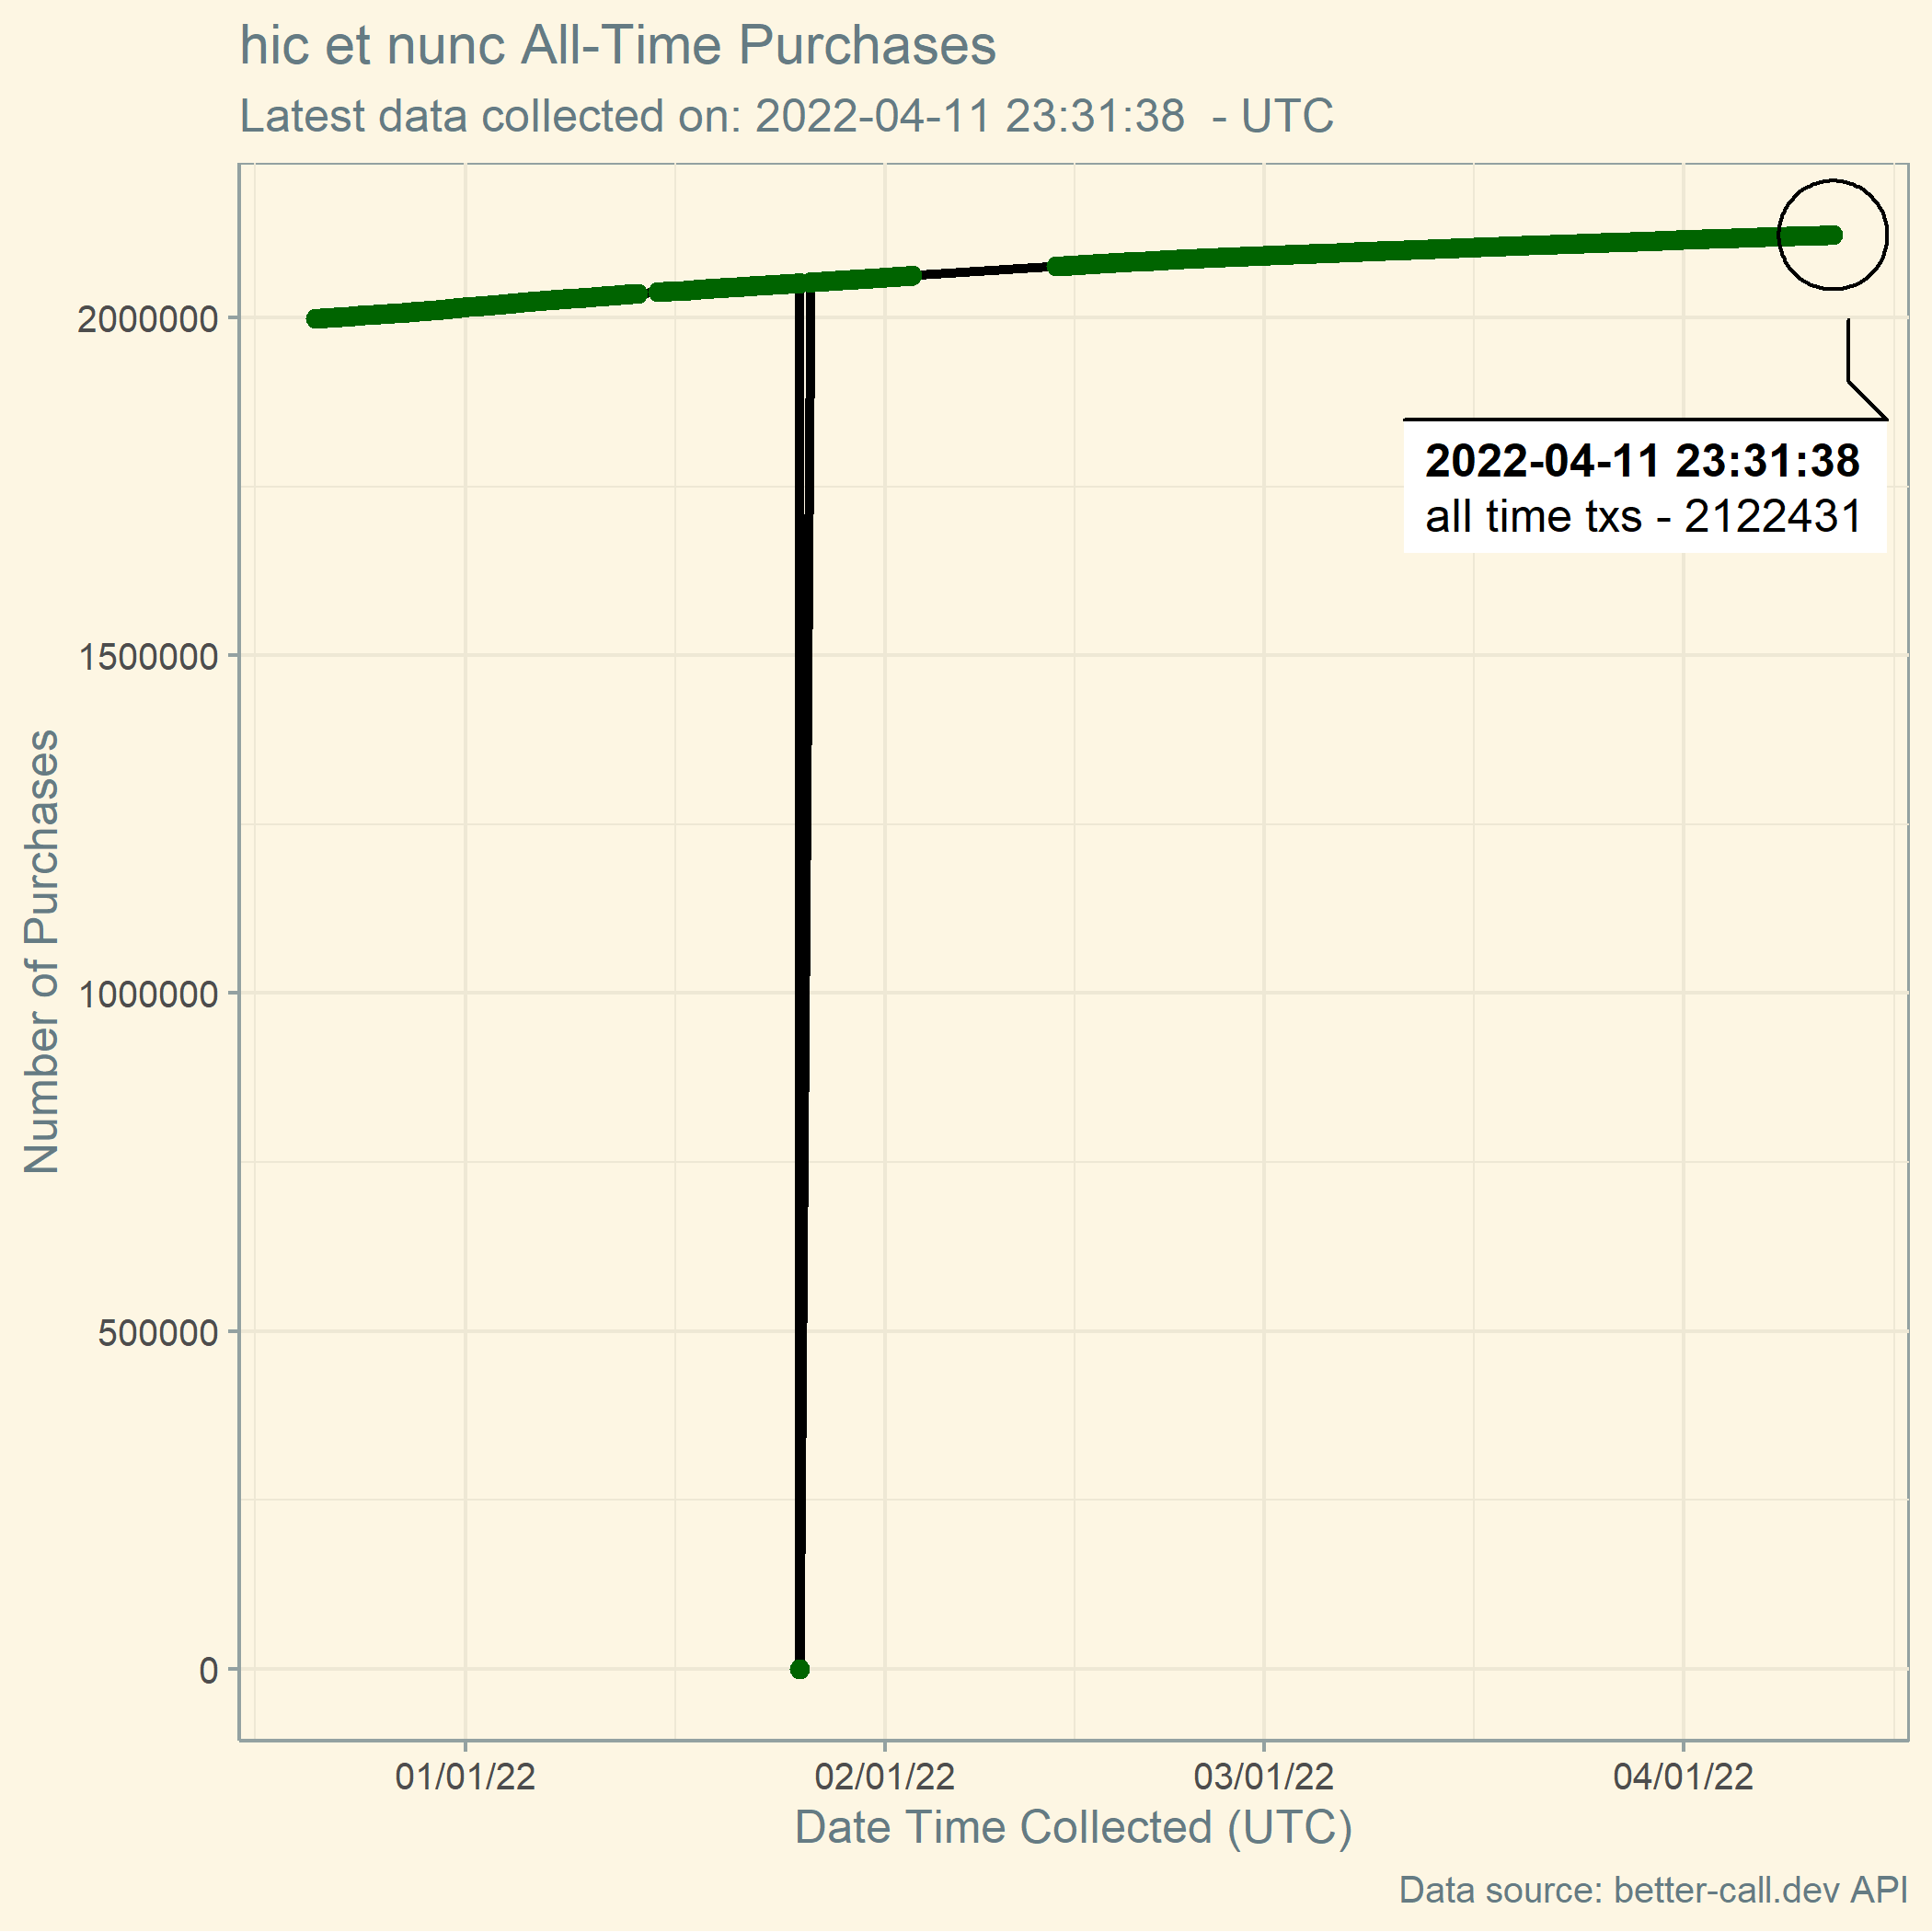 hic et nunc All-Time Purchases
Latest data collected on: 2022-04-11 23:31:38  - UTC
2022-04-11 23:31:38
all time txs - 2122431
Number of Purchases
2000000
1500000
1000000
500000
0
01/01/22 02/01/22 03/01/22 04/01/22
Date Time Collected (UTC)
Data source: better-call.dev API